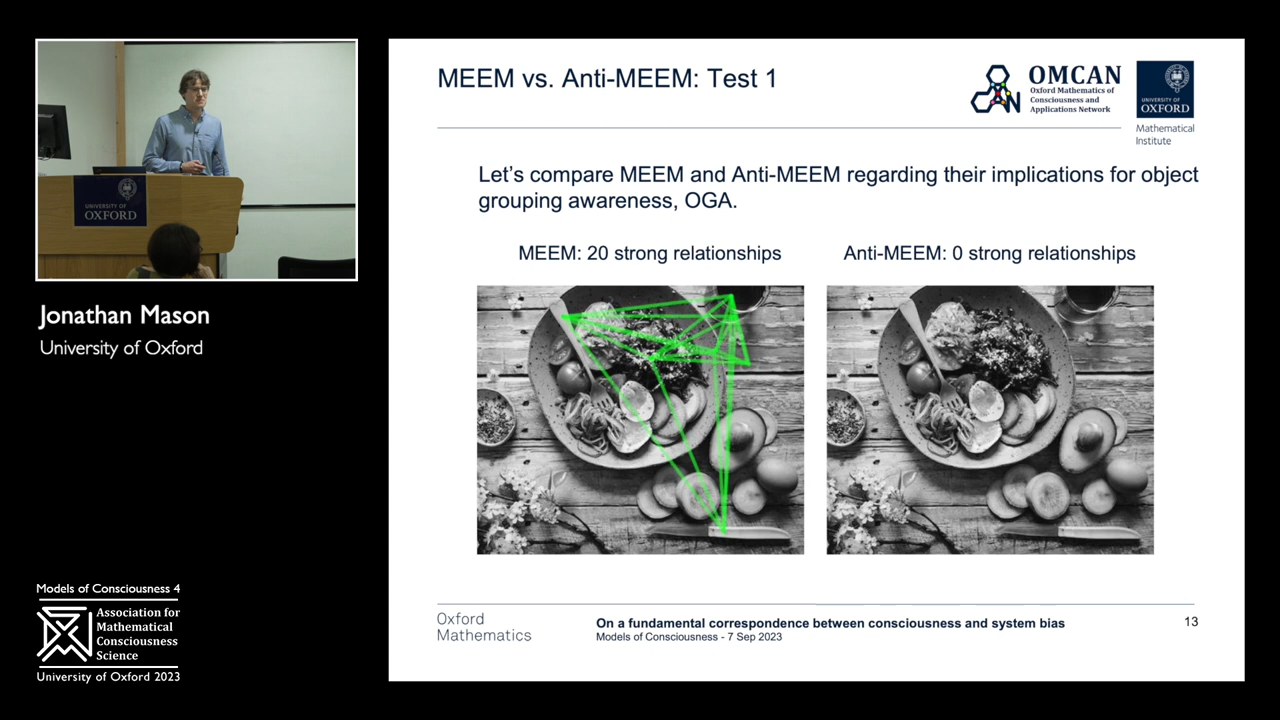 MEEM vs. Anti-MEEM: Test 1
OMCAN
Oxford Mathematics of
Consciousness and
Applications Network
UNIVERSITY OF
OXFORD
Mathematical
Institute
Let's compare MEEM and Anti-MEEM regarding their implications for object
grouping awareness, OGA.
MEEM: 20 strong relationships
Anti-MEEM: 0 strong relationships
UNIVERSITY OF
OXFORD
Jonathan Mason
University of Oxford
Models of Consciousness 4
Association for
Mathematical
Consciousness
Science
University of Oxford 2023
Oxford
Mathematics
On a fundamental correspondence between consciousness and system bias
Models of Consciousness - 7 Sep 2023
13